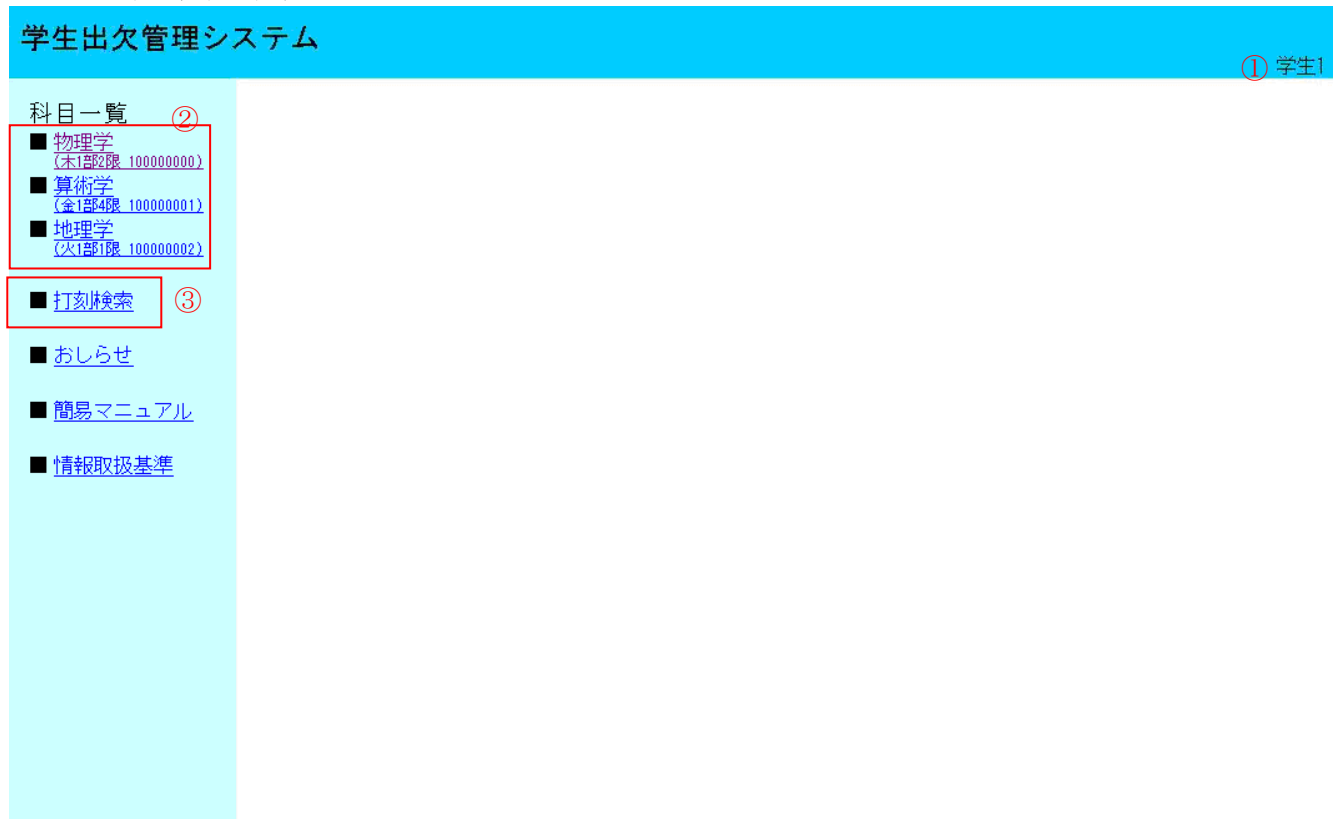 学生出欠管理システム
① 学生1
科目一覧 ②
■ 物理学
(木1部2限 100000000)
■ 算術学
(金1部4限 100000001)
■ 地理学
(火1部1限 100000002)
■ 打刻検索 ③
■ おしらせ
■ 簡易マニュアル
■ 情報取扱基準